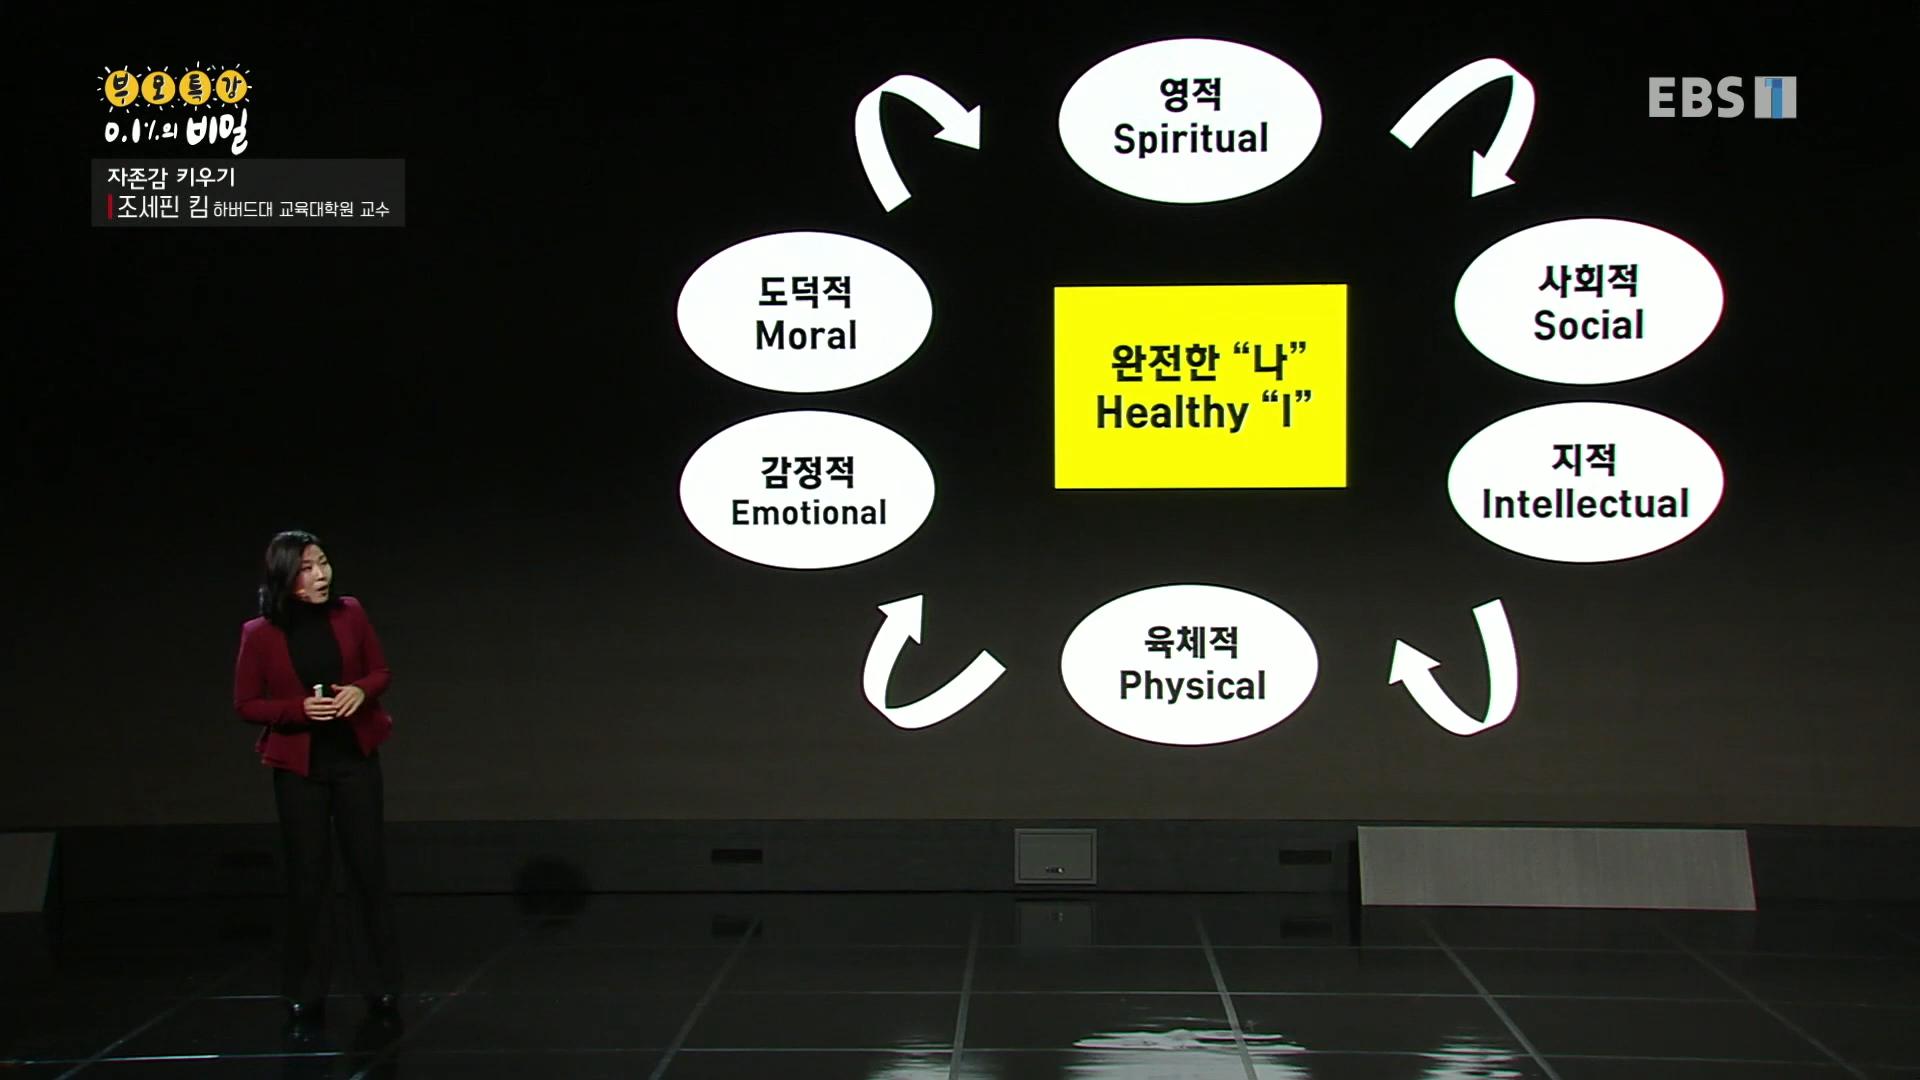 부모특강
0.1%의 비밀
자존감 키우기
조세핀 킴 하버드대 교육대학원 교수
EBS 1
영적
Spiritual
사회적
Social
지적
Intellectual
육체적
Physical
감정적
Emotional
도덕적
Moral
완전한 “나”
Healthy “I”